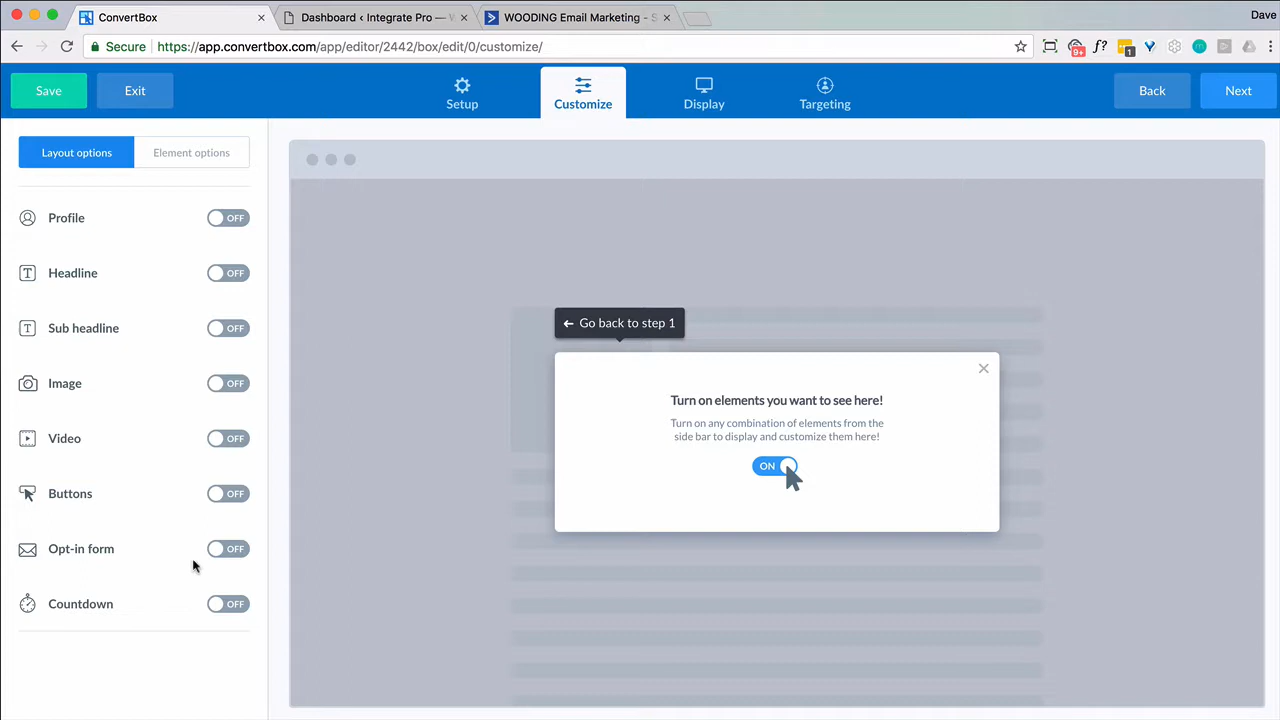 ConvertBox
Dashboard ‹ Integrate Pro — W
WOODING Email Marketing - S
Dave
Secure
https://app.convertbox.com/app/editor/2442/box/edit/0/customize/
9+
f?
1
Save
Exit
Setup
Customize
Display
Targeting
Back
Next
Layout options
Element options
Profile
OFF
Headline
OFF
Sub headline
OFF
Image
OFF
Video
OFF
Buttons
OFF
Opt-in form
OFF
Countdown
OFF
Go back to step 1
Turn on elements you want to see here!
Turn on any combination of elements from the
side bar to display and customize them here!
ON